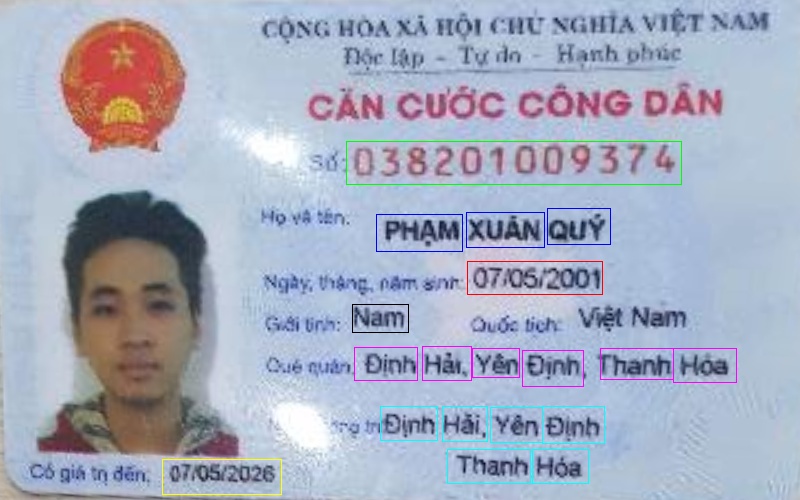 CỘNG HÒA XÃ HỘI CHỦ NGHĨA VIỆT NAM
Độc lập - Tự do - Hạnh phúc
CĂN CƯỚC CÔNG DÂN
Số: 038201009374
Họ và tên: PHẠM XUÂN QUÝ
Ngày, tháng, năm sinh: 07/05/2001
Giới tính: Nam Quốc tịch: Việt Nam
Quê quán: Định Hải, Yên Định, Thanh Hóa
Định Hải, Yên Định
Thanh Hóa
Có giá trị đến: 07/05/2026